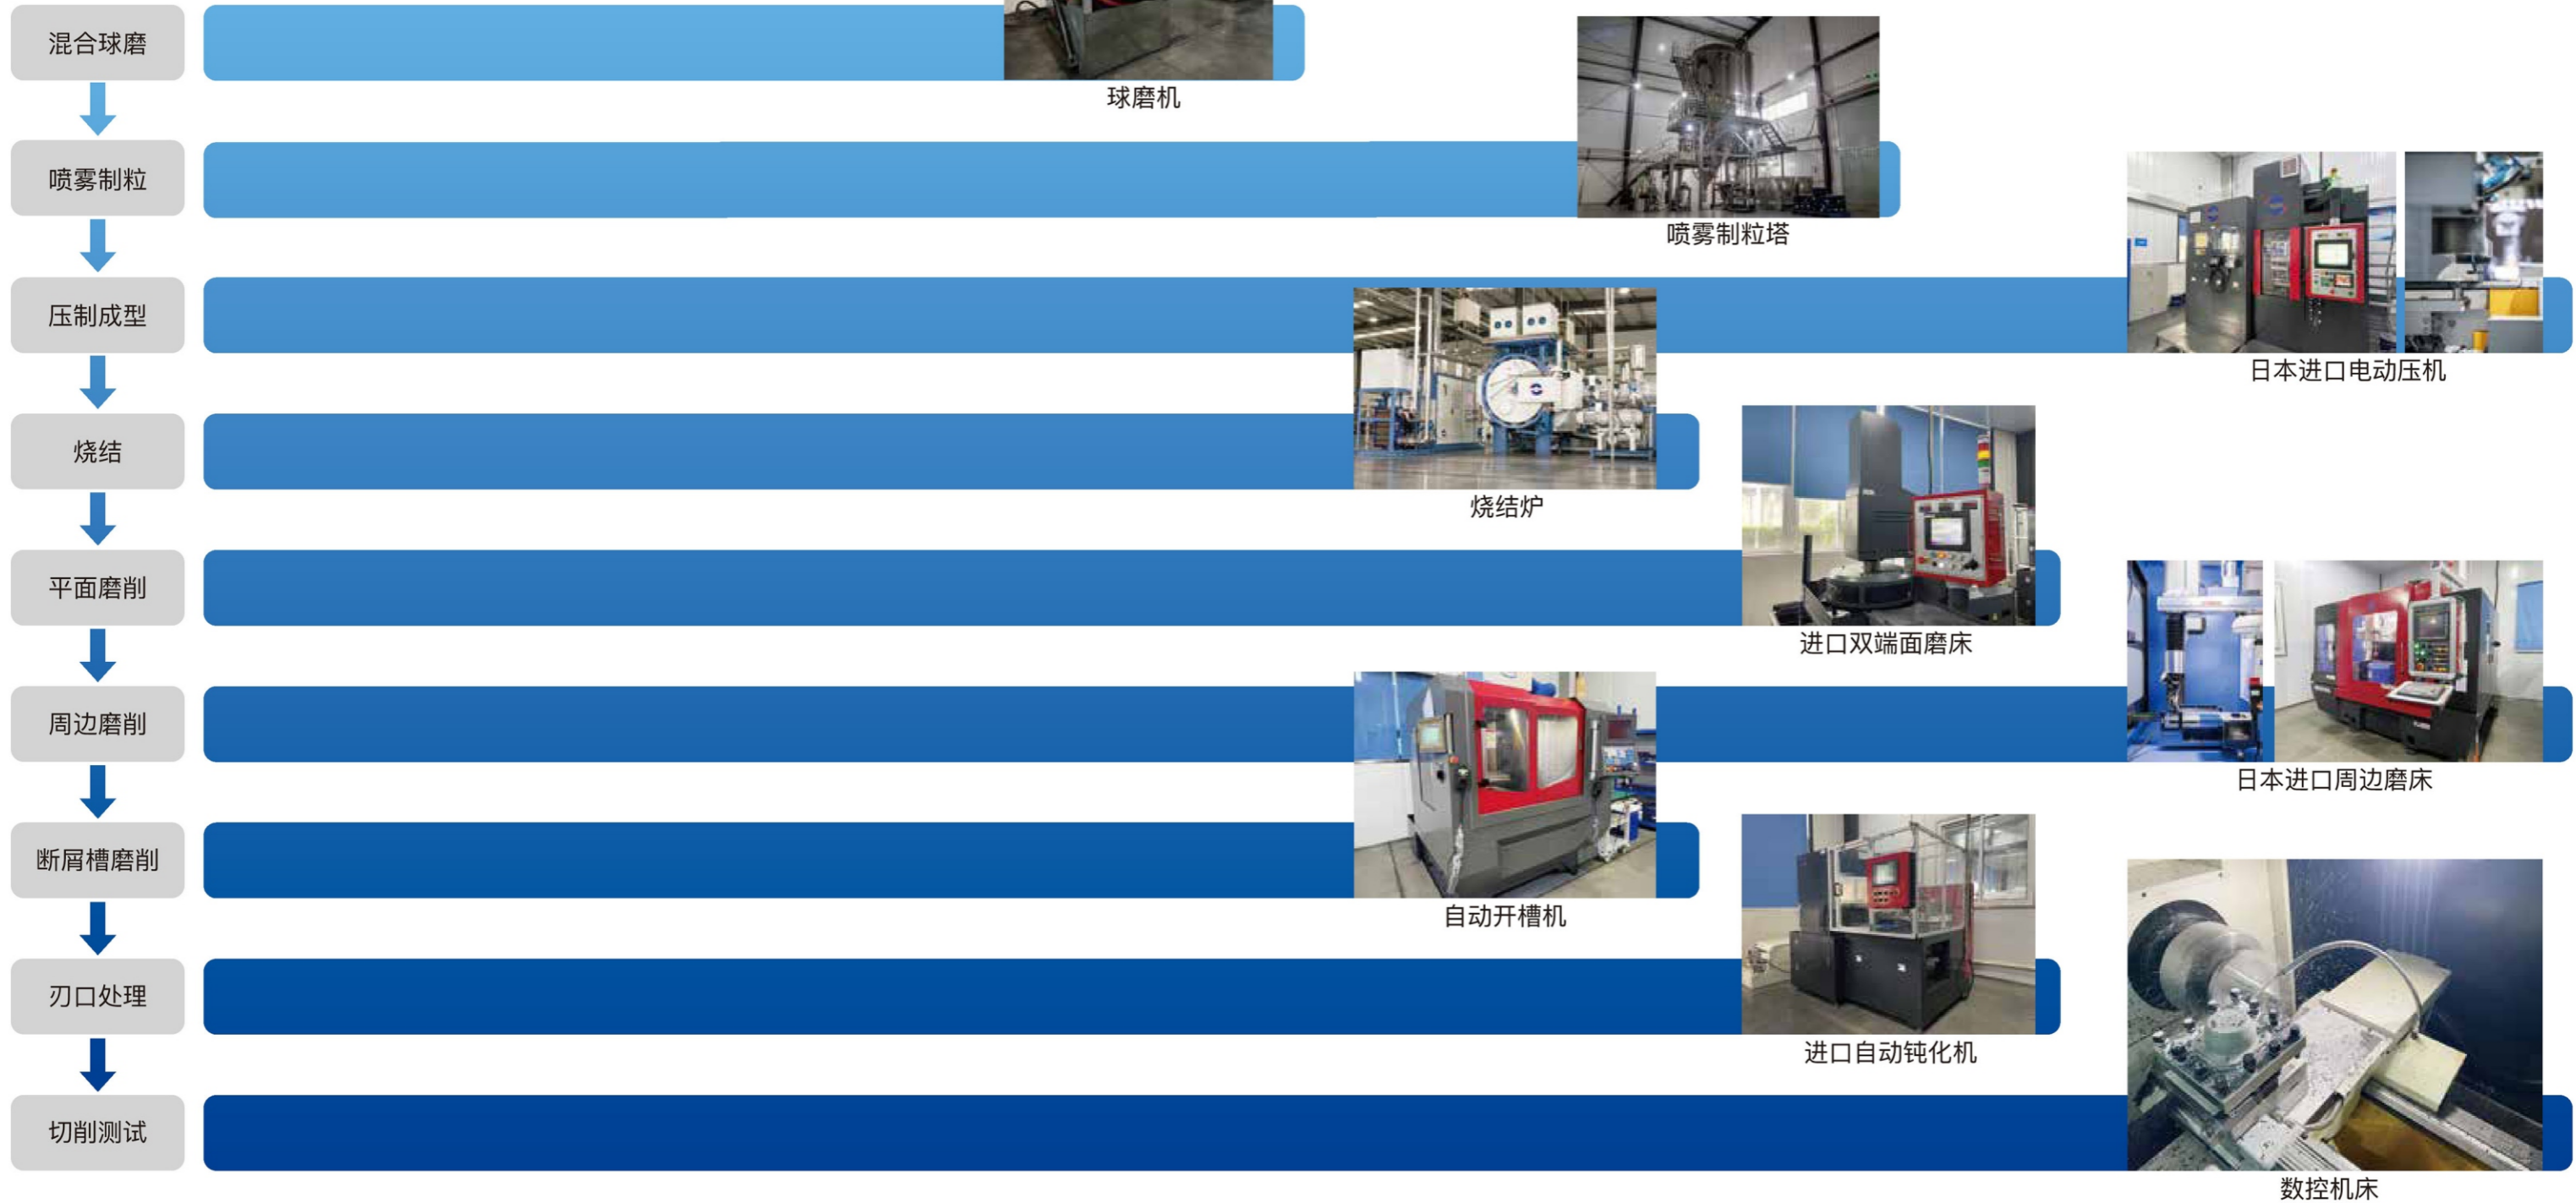 混合球磨
球磨机
喷雾制粒
喷雾制粒塔
压制成型
日本进口电动压机
烧结
烧结炉
平面磨削
进口双端面磨床
周边磨削
日本进口周边磨床
断屑槽磨削
自动开槽机
刃口处理
进口自动钝化机
切削测试
数控机床